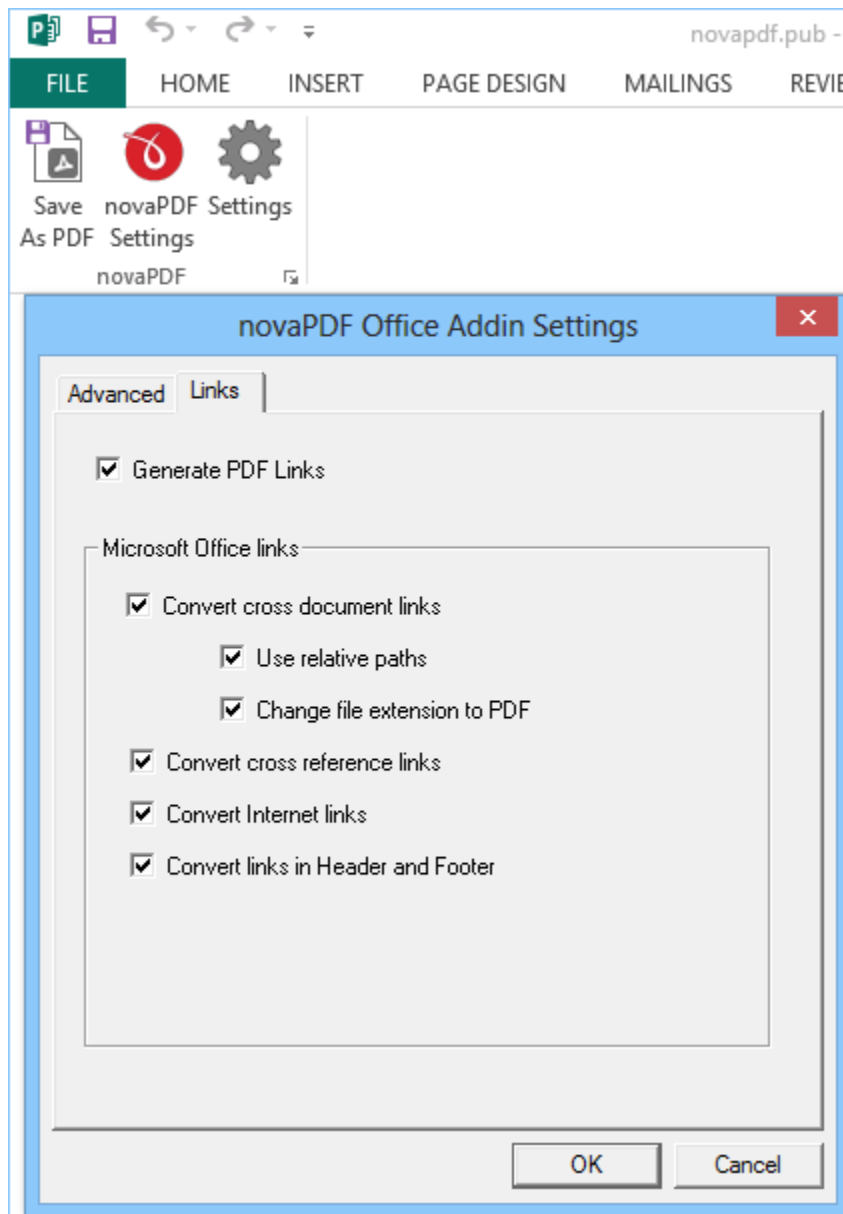 novapdf.pub -
FILE HOME INSERT PAGE DESIGN MAILINGS REVIE
Save As PDF
novaPDF Settings
Settings
novaPDF
novaPDF Office Addin Settings
Advanced Links
Generate PDF Links
Microsoft Office links
Convert cross document links
Use relative paths
Change file extension to PDF
Convert cross reference links
Convert Internet links
Convert links in Header and Footer
OK Cancel